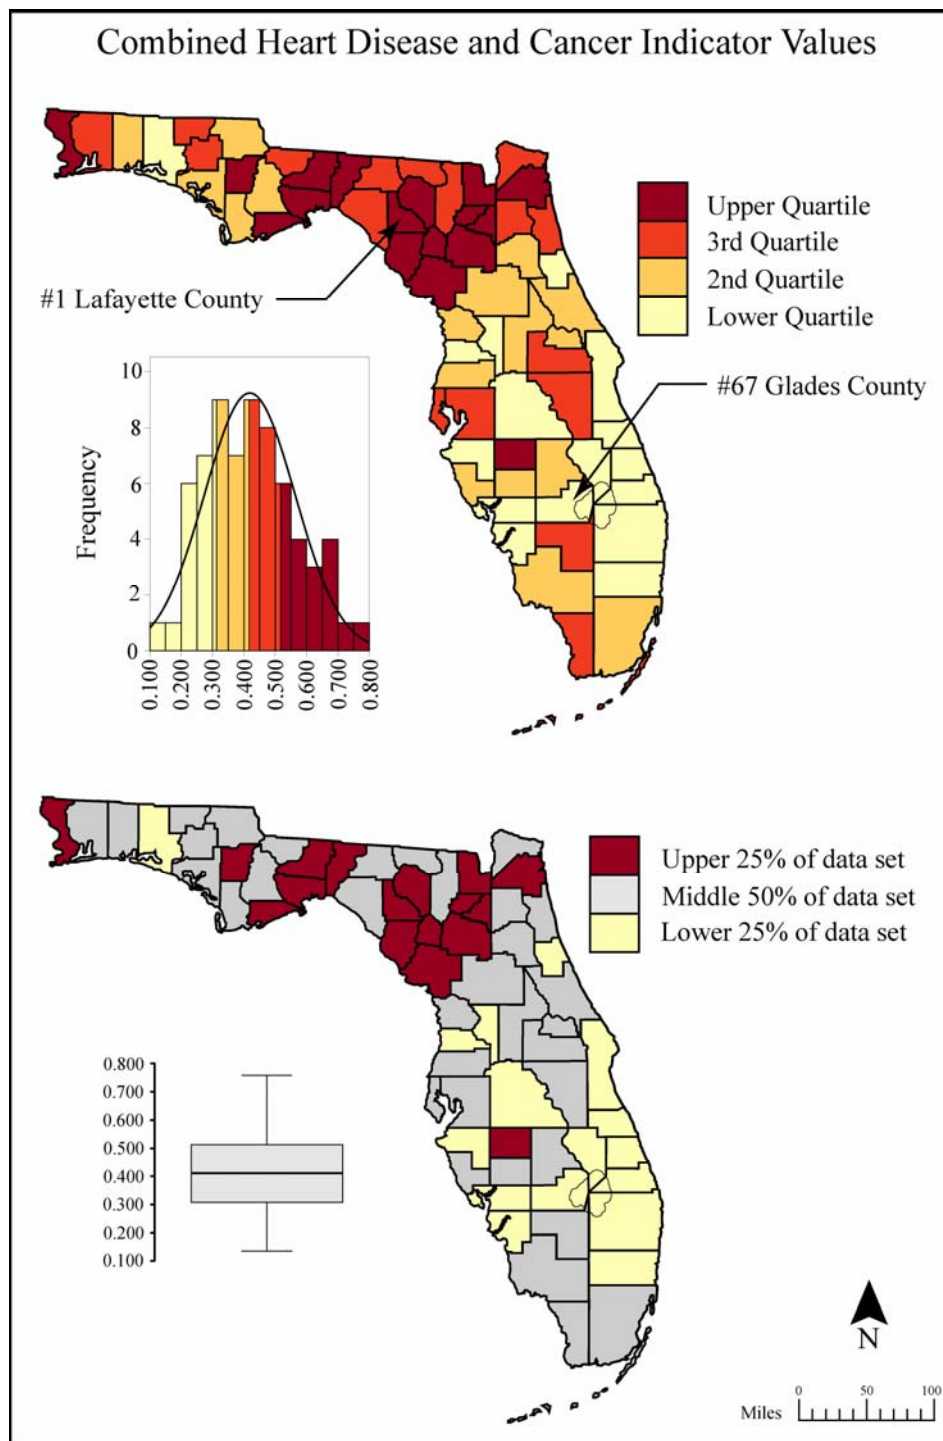 Combined Heart Disease and Cancer Indicator Values
Upper Quartile
3rd Quartile
2nd Quartile
Lower Quartile
#1 Lafayette County
#67 Glades County
Frequency
10
8
6
4
2
0
0.100
0.200
0.300
0.400
0.500
0.600
0.700
0.800
Upper 25% of data set
Middle 50% of data set
Lower 25% of data set
0.800
0.700
0.600
0.500
0.400
0.300
0.200
0.100
N
0 50 100
Miles